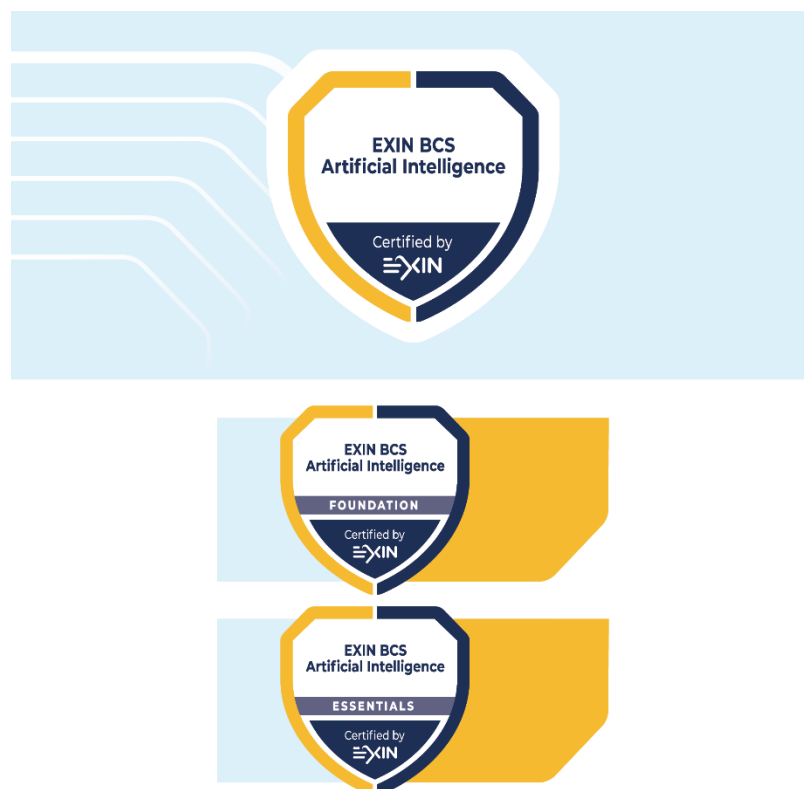 EXIN BCS
Artificial Intelligence
Certified by
EXIN
EXIN BCS
Artificial Intelligence
FOUNDATION
Certified by
EXIN
EXIN BCS
Artificial Intelligence
ESSENTIALS
Certified by
EXIN